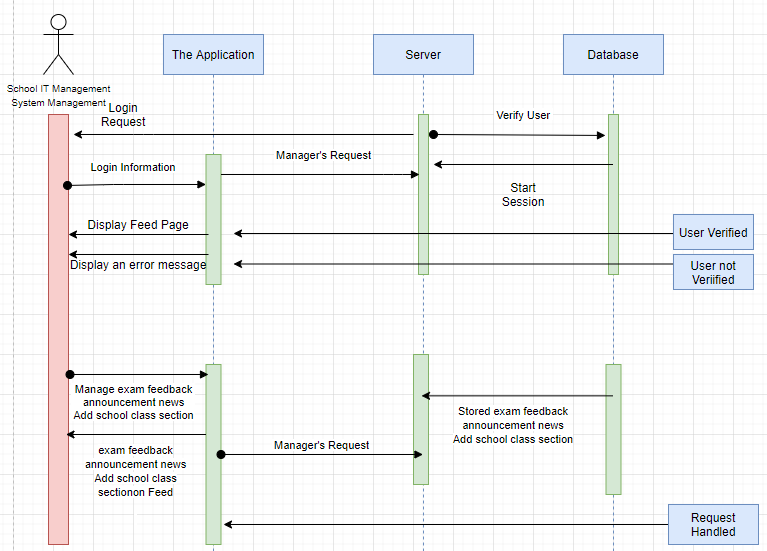 The Application
Server
Database
School IT Management
System Management
Login
Request
Verify User
Login Information
Manager's Request
Start
Session
Display Feed Page
User Verified
Display an error message
User not
Veriified
Manage exam feedback
announcement news
Add school class section
Stored exam feedback
announcement news
Add school class section
exam feedback
announcement news
Add school class
sectionon Feed
Manager's Request
Request
Handled